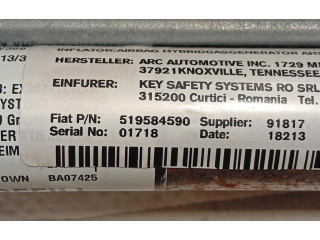 INFLATOR/AIRBAG HYBRIDGASGENERATOR
13/3 HERSTELLER: ARC AUTOMOTIVE INC. 1729
37921KNOXVILLE, TENNESSEE
EINFURER: KEY SAFETY SYSTEMS RO SRL
315200 Curtici - Romania Tel.
Fiat P/N: 519584590 Supplier: 91817
Serial No: 01718 Date: 18213
OWN BA07425